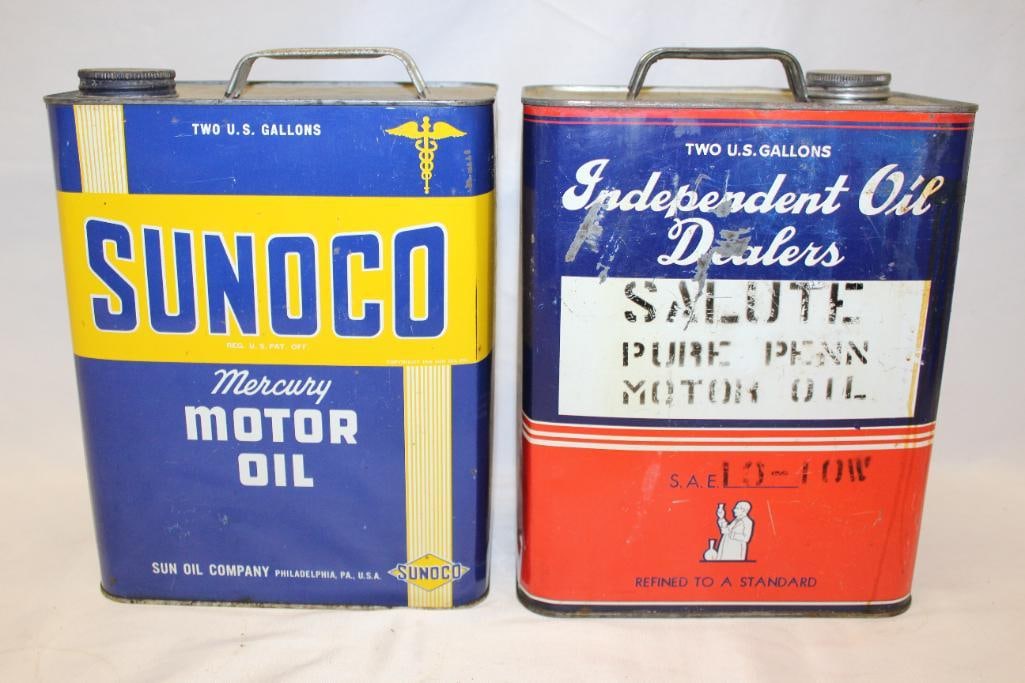 TWO U.S. GALLONS
SUNOCO
REG. U.S. PAT. OFF.
Mercury
MOTOR
OIL
SUN OIL COMPANY PHILADELPHIA, PA., U.S.A.
SUNOCO
TWO U.S. GALLONS
Independent Oil
Dealers
SALUTE
PURE PENN
MOTOR OIL
S.A.E. 10-10W
REFINED TO A STANDARD